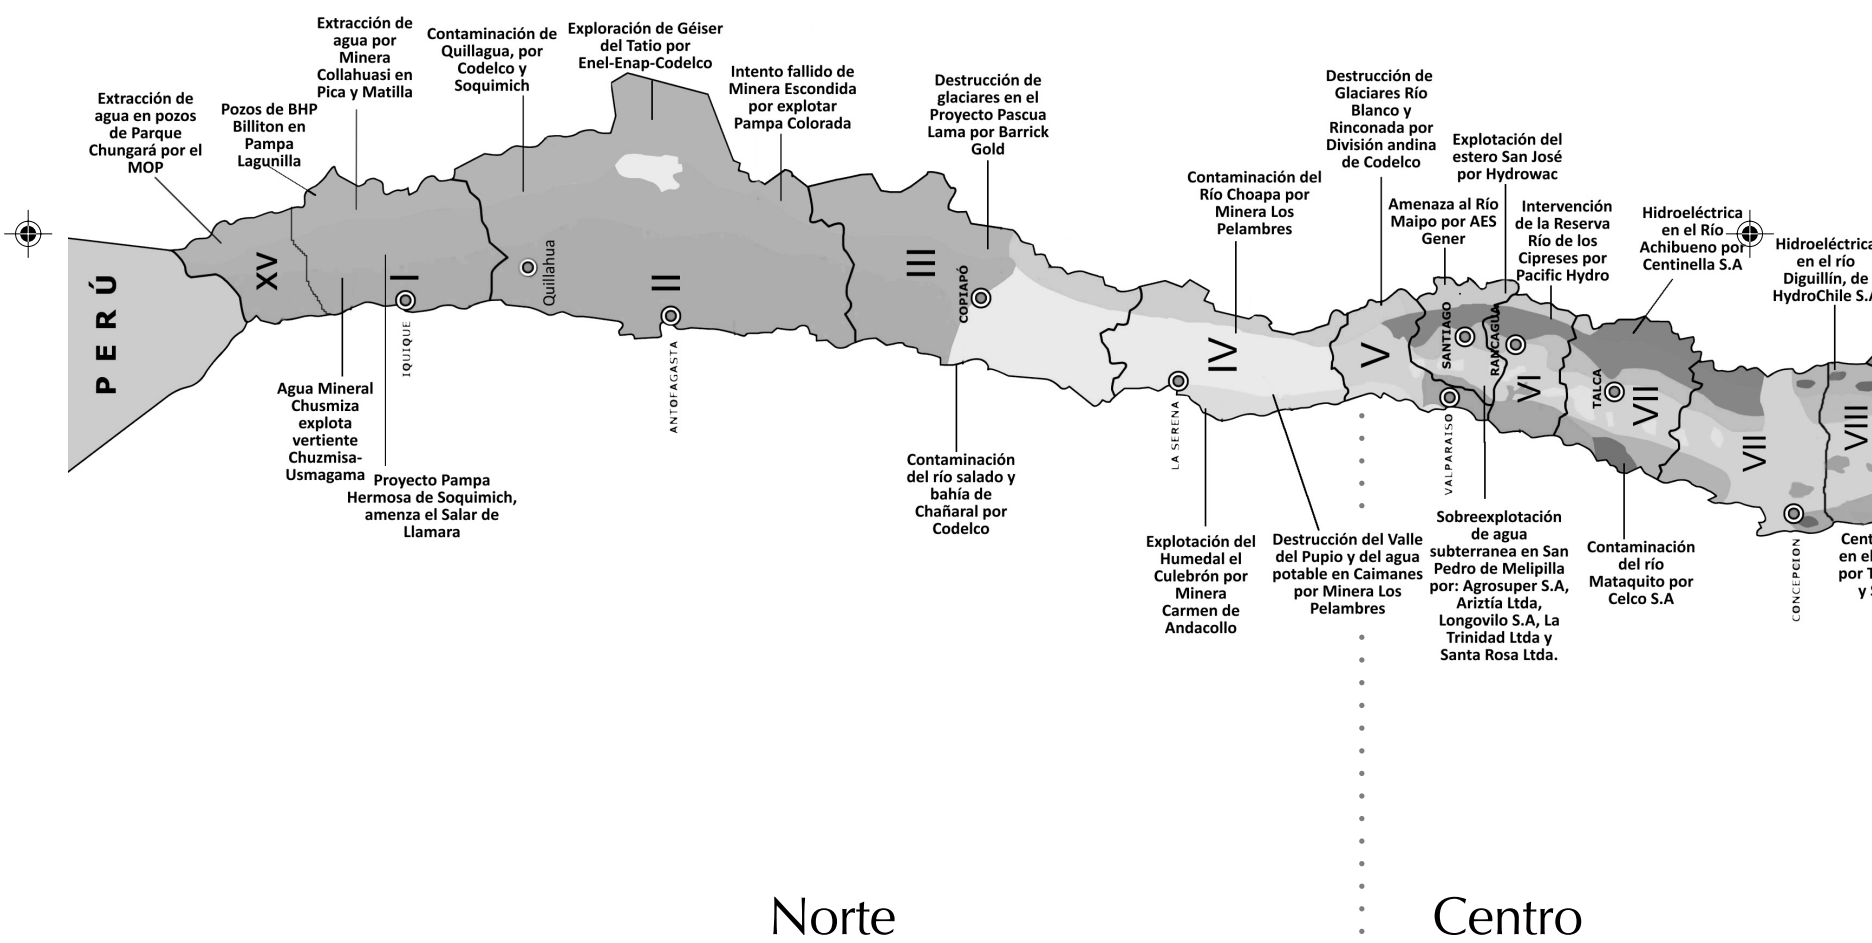 Extracción de
agua en pozos
de Parque
Chungará por el
MOP
Pozos de BHP
Billiton en
Pampa
Lagunilla
Extracción de
agua por
Minera
Collahuasi en
Pica y Matilla
Contaminación de
Quillagua, por
Codelco y
Soquimich
Exploración de Géiser
del Tatio por
Enel-Enap-Codelco
Intento fallido de
Minera Escondida
por explotar
Pampa Colorada
Destrucción de
glaciares en el
Proyecto Pascua
Lama por Barrick
Gold
Contaminación del
Río Choapa por
Minera Los
Pelambres
Destrucción de
Glaciares Río
Blanco y
Rinconada por
División andina
de Codelco
Amenaza al Río
Maipo por AES
Gener
Explotación del
estero San José
por Hydrowac
Intervención
de la Reserva
Río de los
Cipreses por
Pacific Hydro
Hidroeléctrica
en el Río
Achibueno por
Centinella S.A
Hidroeléctrica
en el río
Diguillín, de
HydroChile S.A
PERÚ
XV
I
IQUIQUE
Quillahua
II
ANTOFAGASTA
III
COPIAPÓ
IV
LA SERENA
V
SANTIAGO
VALPARAISO
RANCAGUA
VI
TALCA
VII
VII
CONCEPCION
VIII
Agua Mineral
Chusmiza
explota
vertiente
Chuzmisa-
Usmagama
Proyecto Pampa
Hermosa de Soquimich,
amenza el Salar de
Llamara
Contaminación
del río salado y
bahía de
Chañaral por
Codelco
Explotación del
Humedal el
Culebrón por
Minera
Carmen de
Andacollo
Destrucción del Valle
del Pupio y del agua
potable en Caimanes
por Minera Los
Pelambres
Sobreexplotación
de agua
subterranea en San
Pedro de Melipilla
por: Agrosuper S.A,
Ariztía Ltda,
Longovilo S.A, La
Trinidad Ltda y
Santa Rosa Ltda.
Contaminación
del río
Mataquito por
Celco S.A
Cent
en el
por T
y
Norte
Centro